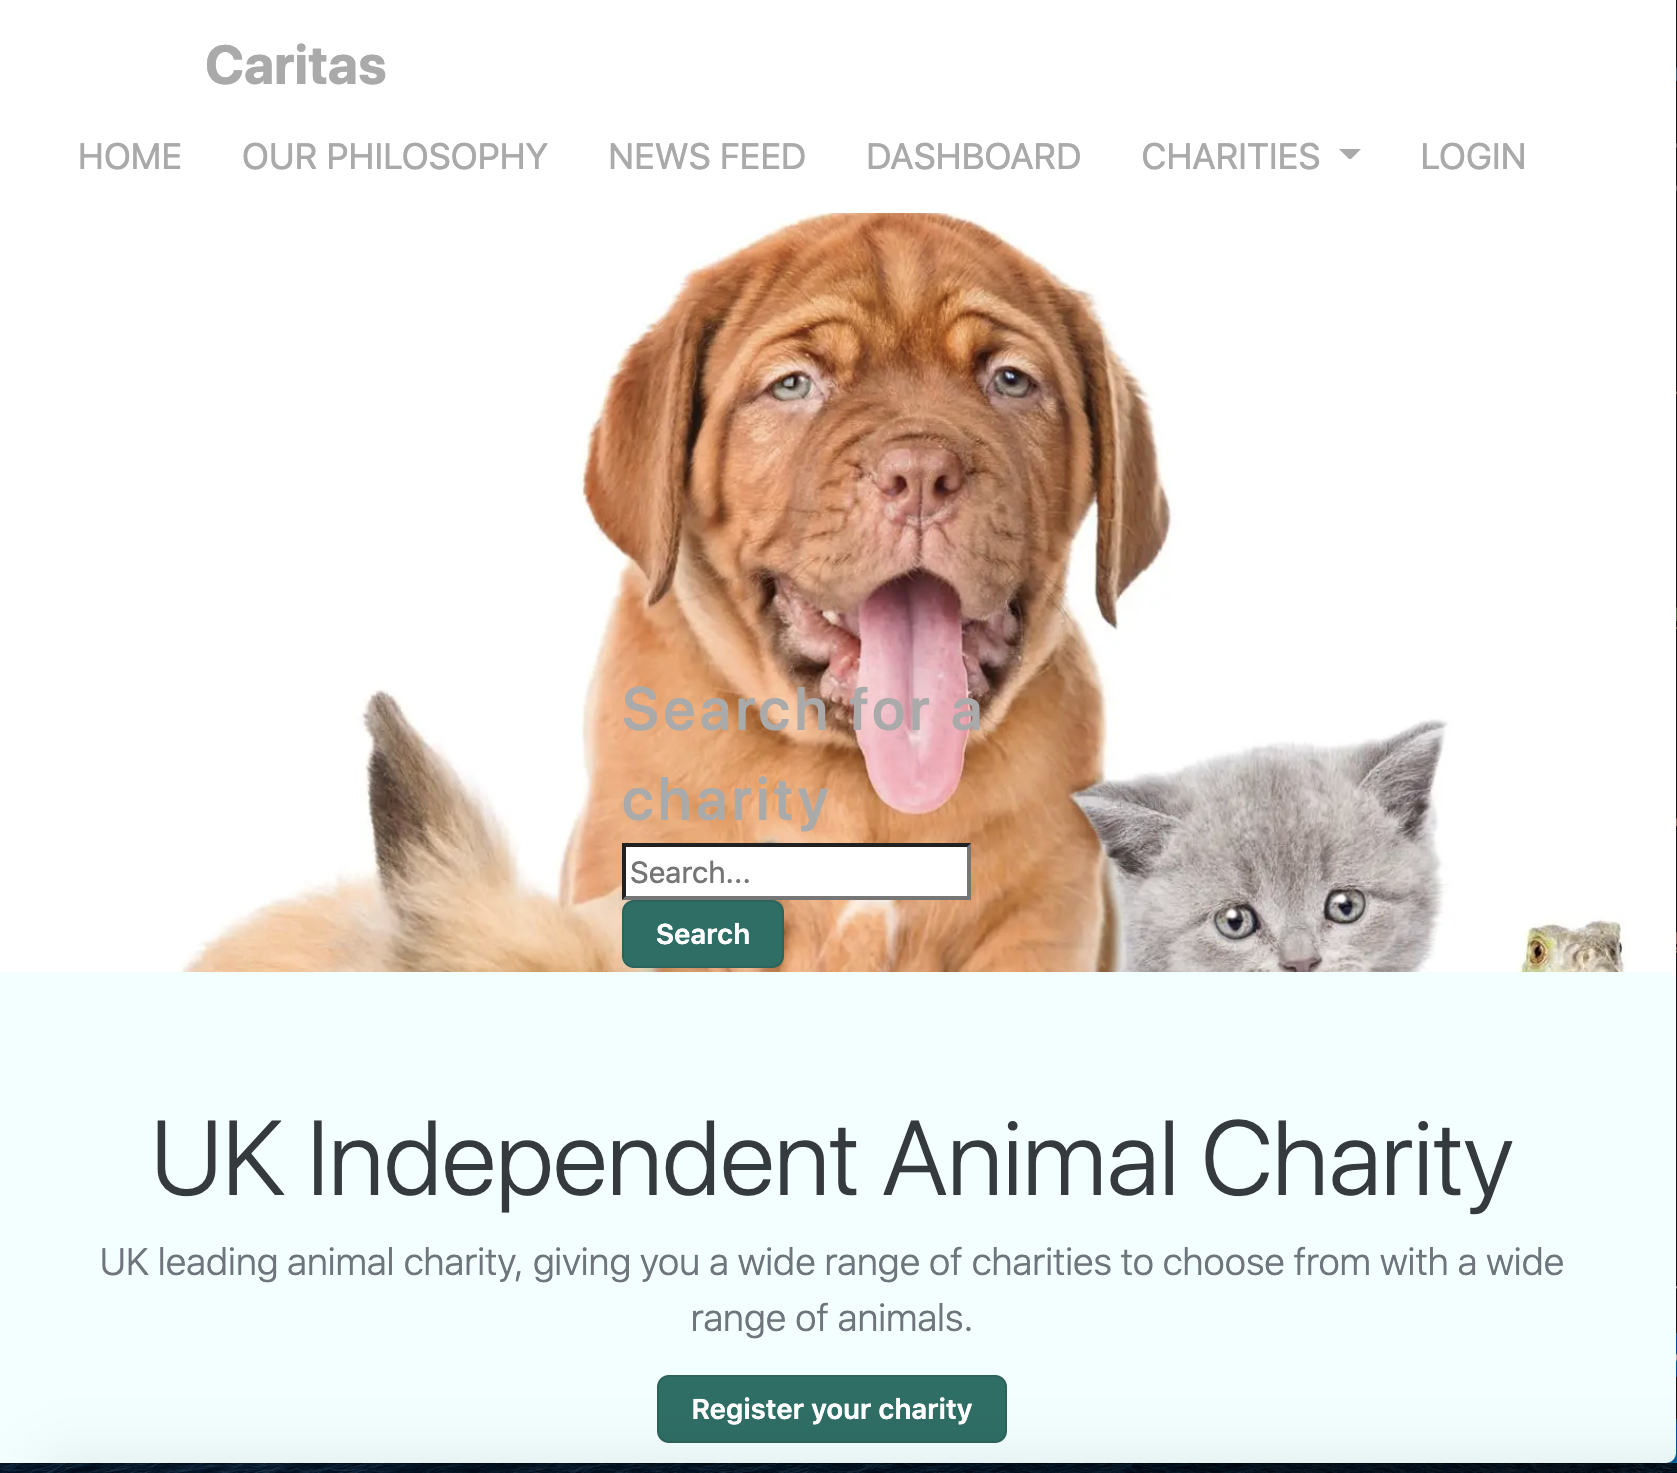 Caritas
HOME OUR PHILOSOPHY NEWS FEED DASHBOARD CHARITIES LOGIN
Search for a
charity
Search...
Search
UK Independent Animal Charity
UK leading animal charity, giving you a wide range of charities to choose from with a wide
range of animals.
Register your charity